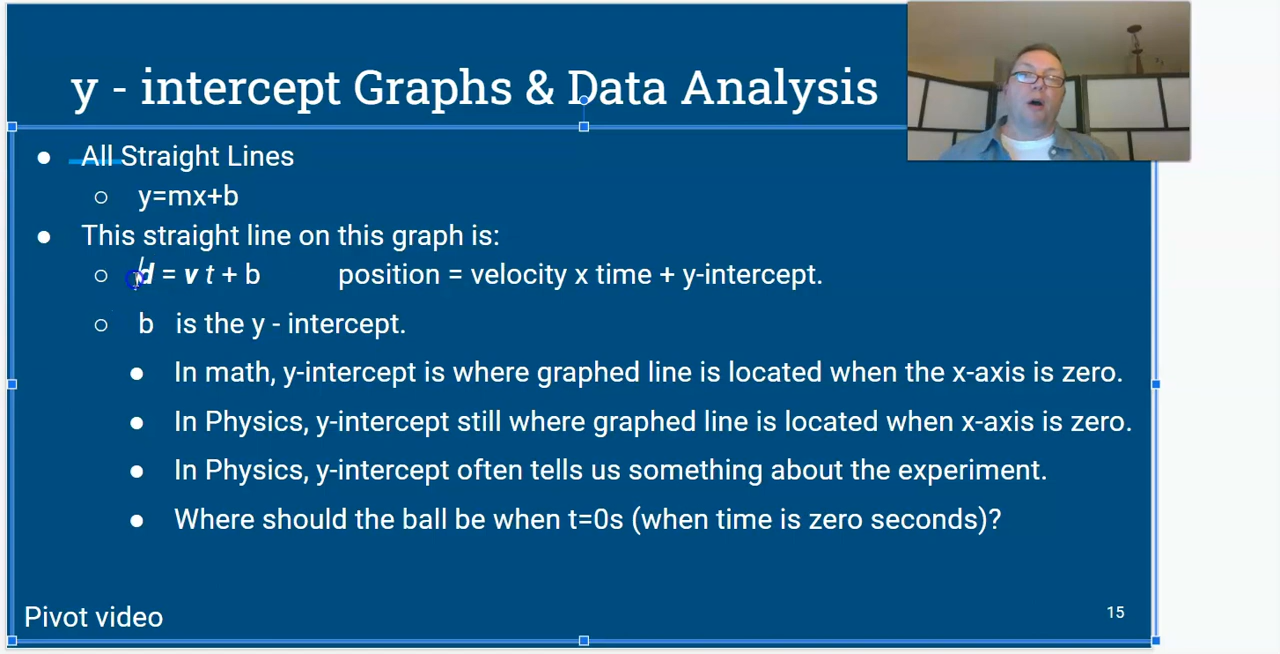 y - intercept Graphs & Data Analysis
● All Straight Lines
○ y=mx+b
● This straight line on this graph is:
○ d = v t + b position = velocity x time + y-intercept.
○ b is the y - intercept.
● In math, y-intercept is where graphed line is located when the x-axis is zero.
● In Physics, y-intercept still where graphed line is located when x-axis is zero.
● In Physics, y-intercept often tells us something about the experiment.
● Where should the ball be when t=0s (when time is zero seconds)?
Pivot video
15